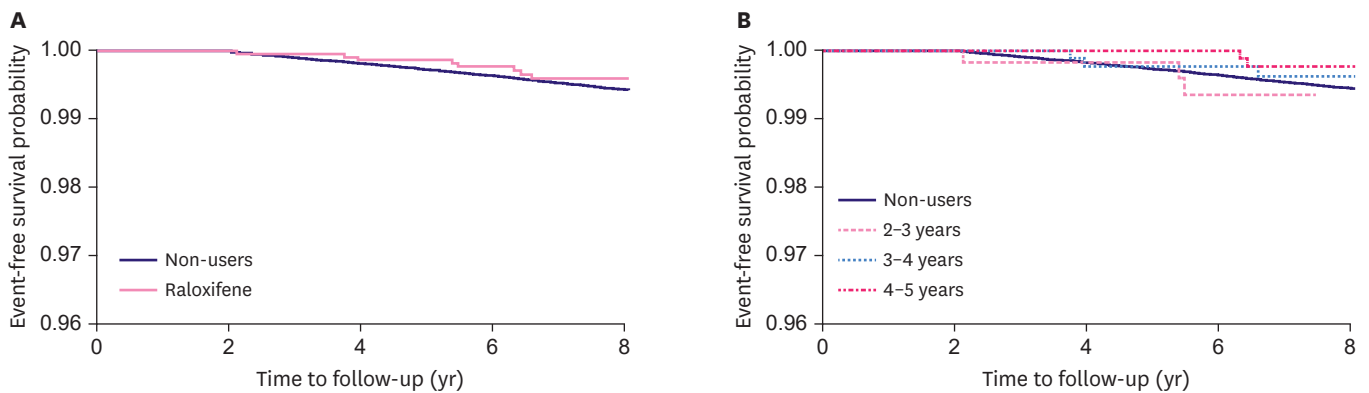 A
Event-free survival probability
1.00
0.99
0.98
0.97
0.96
Non-users
Raloxifene
0
2
4
6
8
Time to follow-up (yr)
B
Event-free survival probability
1.00
0.99
0.98
0.97
0.96
Non-users
2–3 years
3–4 years
4–5 years
0
2
4
6
8
Time to follow-up (yr)